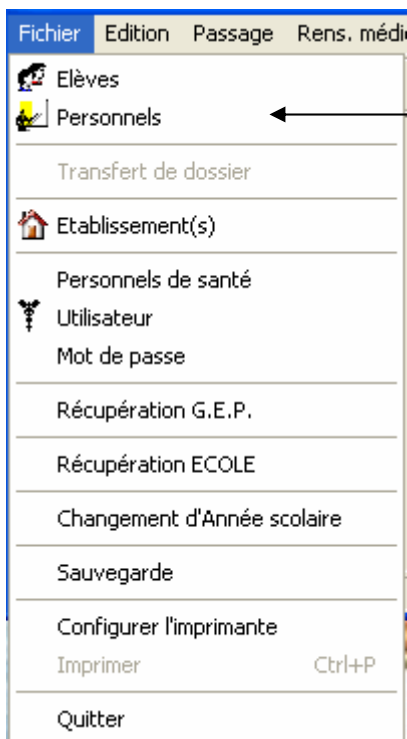 Fichier Edition Passage Rens. médi
Elèves
Personnels
Transfert de dossier
Etablissement(s)
Personnels de santé
Utilisateur
Mot de passe
Récupération G.E.P.
Récupération ECOLE
Changement d'Année scolaire
Sauvegarde
Configurer l'imprimante
Imprimer Ctrl+P
Quitter